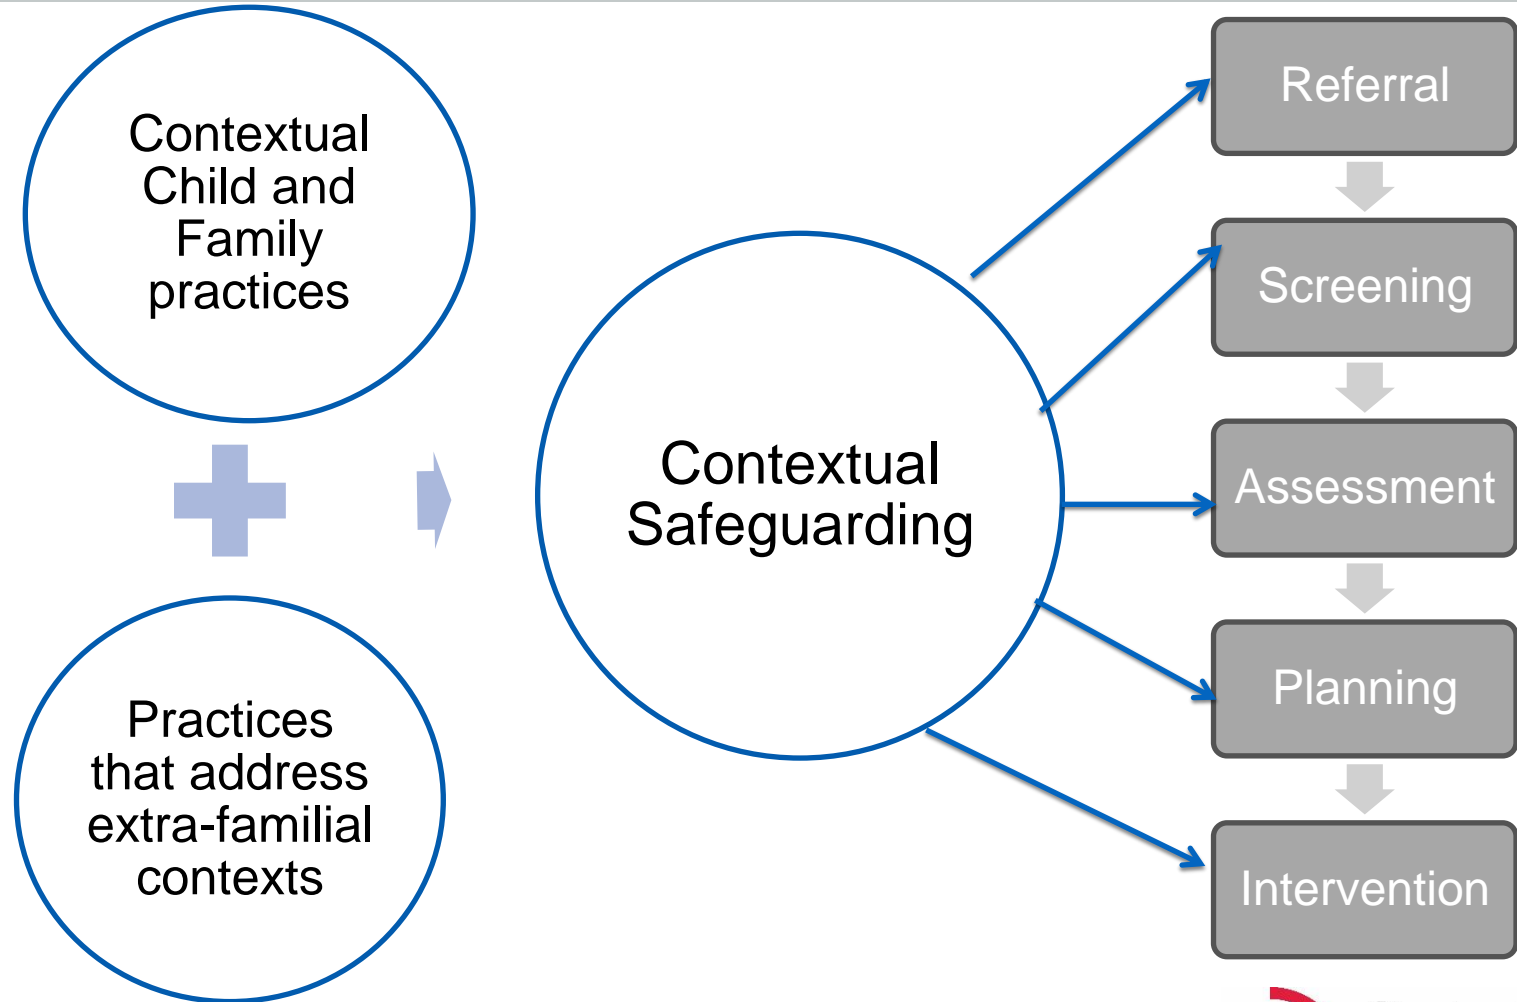 Contextual
Child and
Family
practices
Practices
that address
extra-familial
contexts
Contextual
Safeguarding
Referral
Screening
Assessment
Planning
Intervention